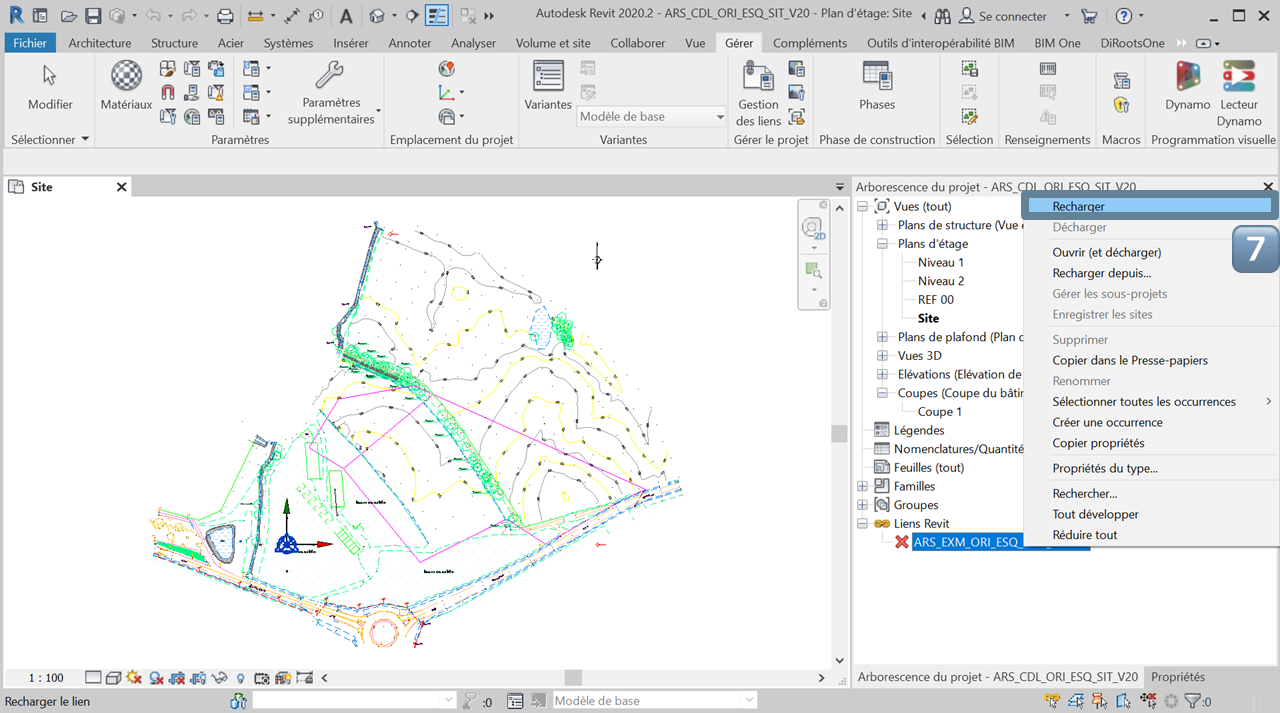 Autodesk Revit 2020.2 - ARS_CDL_ORI_ESQ_SIT_V20 - Plan d'étage: Site
Se connecter
Fichier Architecture Structure Acier Systèmes Insérer Annoter Analyser Volume et site Collaborer Vue Gérer Compléments Outils d'interopérabilité BIM BIM One DiRootsOne
Modifier
Matériaux
Paramètres
supplémentaires
Variantes
Modèle de base
Gestion
des liens
Phases
Dynamo
Lecteur
Dynamo
Sélectionner Paramètres Emplacement du projet Variantes Gérer le projet Phase de construction Sélection Renseignements Macros Programmation visuelle
Site
2D
Arborescence du projet - ARS_CDL_ORI_ESQ_SIT_V20
Vues (tout)
Plans de structure (Vue
Plans d'étage
Niveau 1
Niveau 2
REF 00
Site
Plans de plafond (Plan
Vues 3D
Elévations (Elévation de
Coupes (Coupe du bâtir
Coupe 1
Légendes
Nomenclatures/Quantité
Feuilles (tout)
Familles
Groupes
Liens Revit
ARS_EXM_ORI_ESQ_
Recharger
Décharger
7
Ouvrir (et décharger)
Recharger depuis...
Gérer les sous-projets
Enregistrer les sites
Supprimer
Copier dans le Presse-papiers
Renommer
Sélectionner toutes les occurrences
Créer une occurrence
Copier propriétés
Propriétés du type...
Rechercher...
Tout développer
Réduire tout
1 : 100
Arborescence du projet - ARS_CDL_ORI_ESQ_SIT_V20 Propriétés
Recharger le lien
:0
Modèle de base
:0